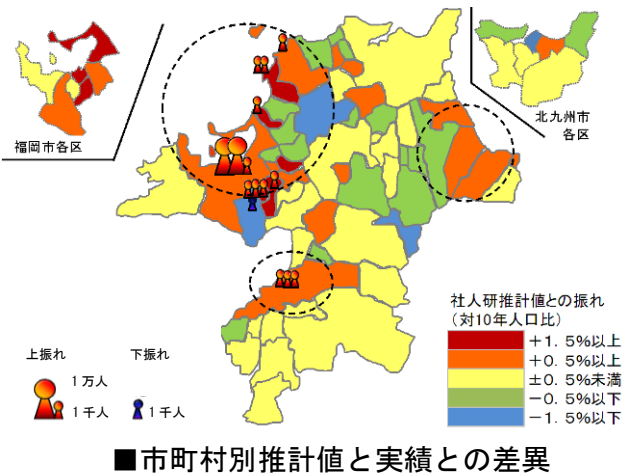 福岡市各区
北九州市
各区
社人研推計値との振れ
(対10年人口比)
+1.5%以上
+0.5%以上
±0.5%未満
-0.5%以下
-1.5%以下
上振れ
下振れ
1万人
1千人
1千人
■市町村別推計値と実績との差異